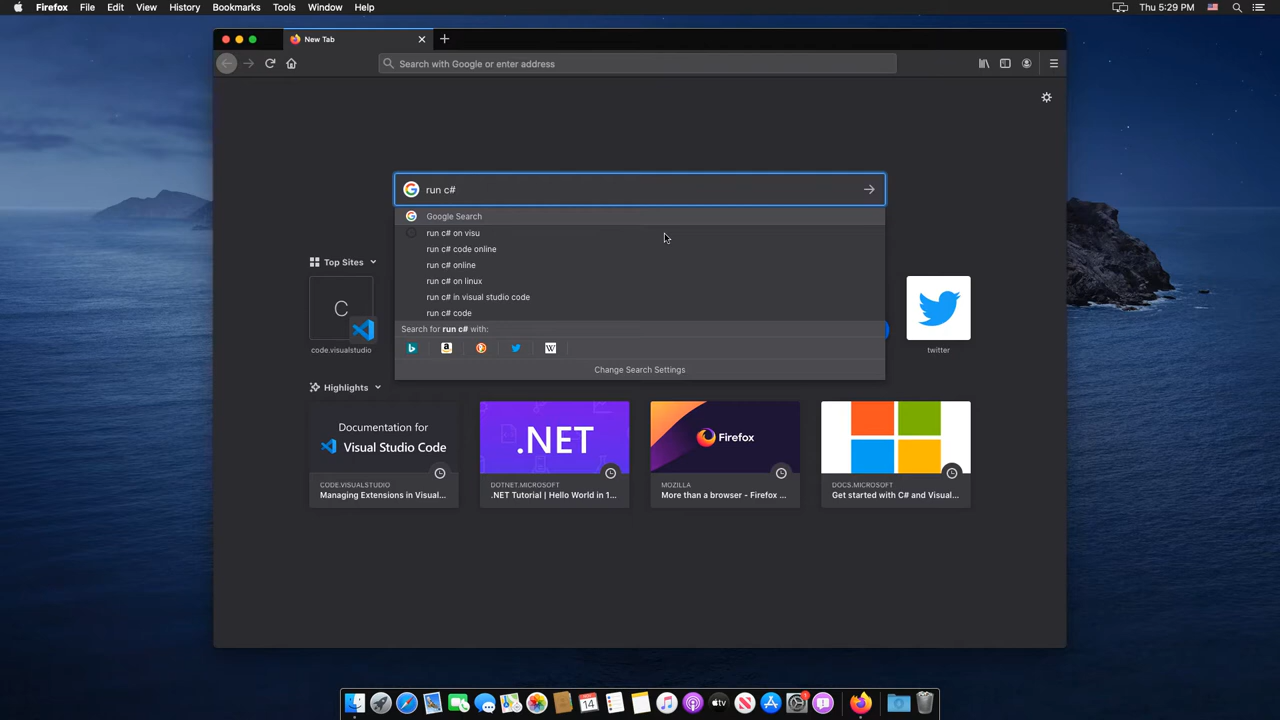 Firefox File Edit View History Bookmarks Tools Window Help Thu 5:29 PM
New Tab
Search with Google or enter address
run c#
Google Search
run c# on visu
run c# code online
run c# online
run c# on linux
run c# in visual studio code
run c# code
Search for run c# with:
Change Search Settings
Top Sites
C
code.visualstudio
twitter
Highlights
Documentation for
Visual Studio Code
CODE.VISUALSTUDIO
Managing Extensions in Visual...
.NET
DOTNET.MICROSOFT
.NET Tutorial | Hello World in 1...
Firefox
MOZILLA
More than a browser - Firefox ...
DOCS.MICROSOFT
Get started with C# and Visual...